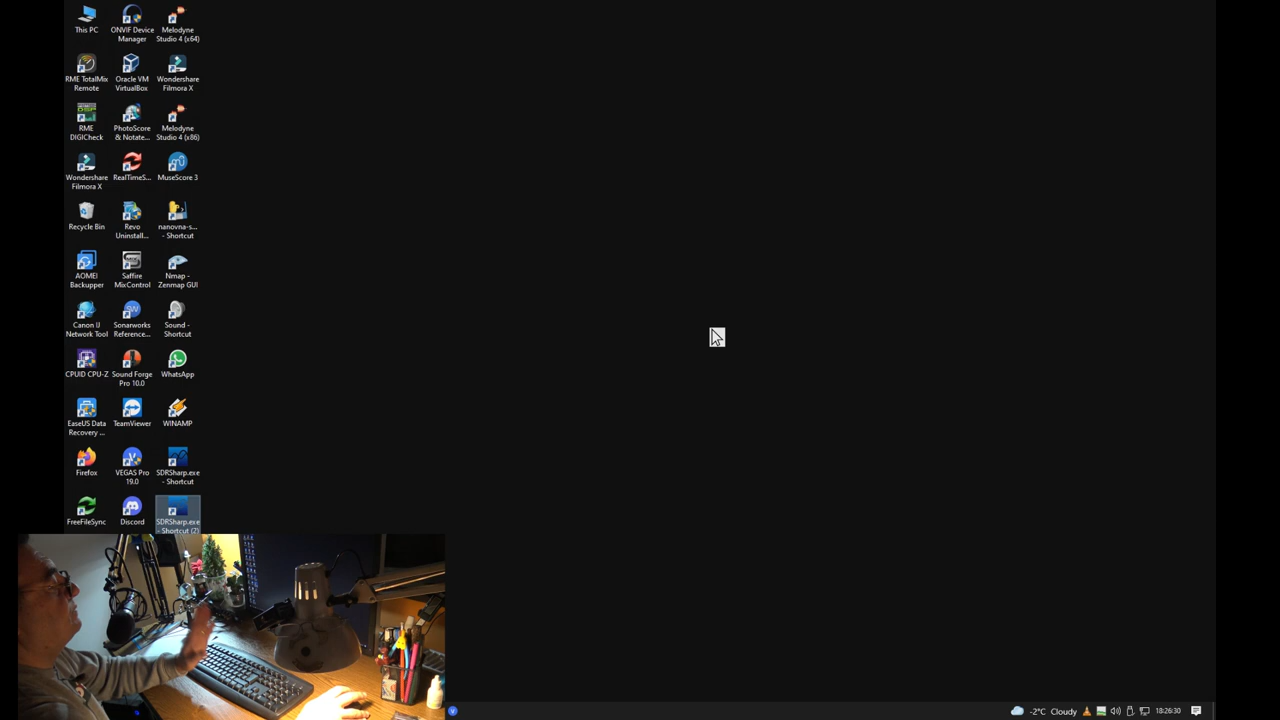 This PC
ONVIF Device
Manager
Melodyne
Studio 4 (x64)
RME TotalMix
Remote
Oracle VM
VirtualBox
Wondershare
Filmora X
RME
DIGICheck
PhotoScore
& Notate...
Melodyne
Studio 4 (x86)
Wondershare
Filmora X
RealTimeS...
MuseScore 3
Recycle Bin
Revo
Uninstall...
nanovna-s...
- Shortcut
AOMEI
Backupper
Saffire
MixControl
Nmap -
Zenmap GUI
Canon IJ
Network Tool
Sonarworks
Reference...
Sound -
Shortcut
CPUID CPU-Z
Sound Forge
Pro 10.0
WhatsApp
EaseUS Data
Recovery ...
TeamViewer
WINAMP
Firefox
VEGAS Pro
19.0
SDRSharp.exe
- Shortcut
FreeFileSync
Discord
SDRSharp.exe
- Shortcut (2)
-2°C Cloudy
18:26:30